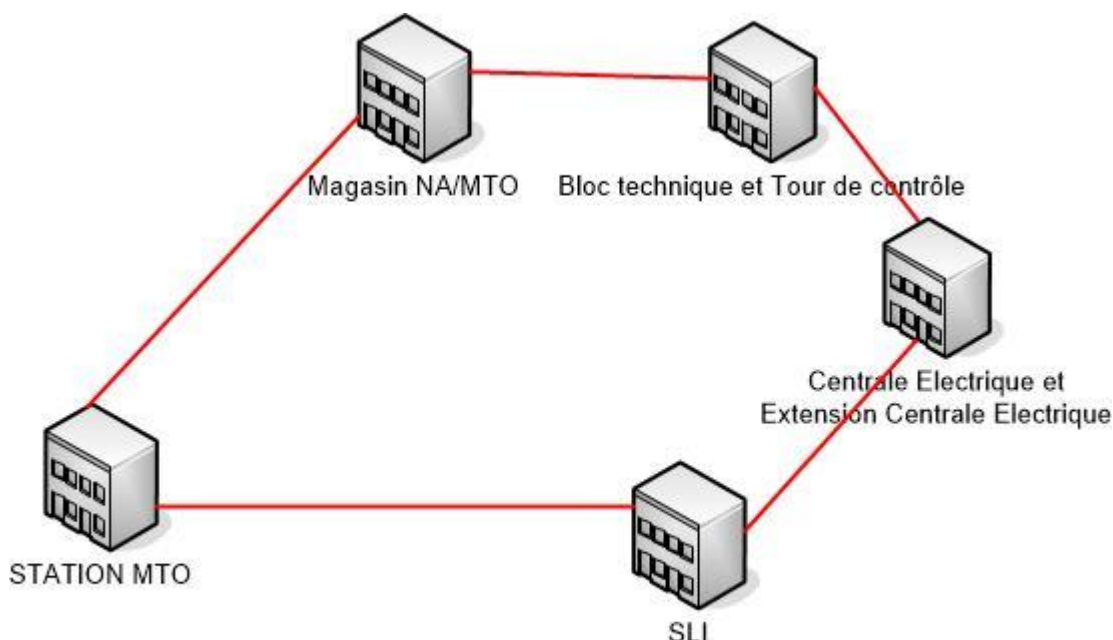 Magasin NA/MTO
Bloc technique et Tour de contrôle
Centrale Electrique et
Extension Centrale Electrique
STATION MTO
SLI